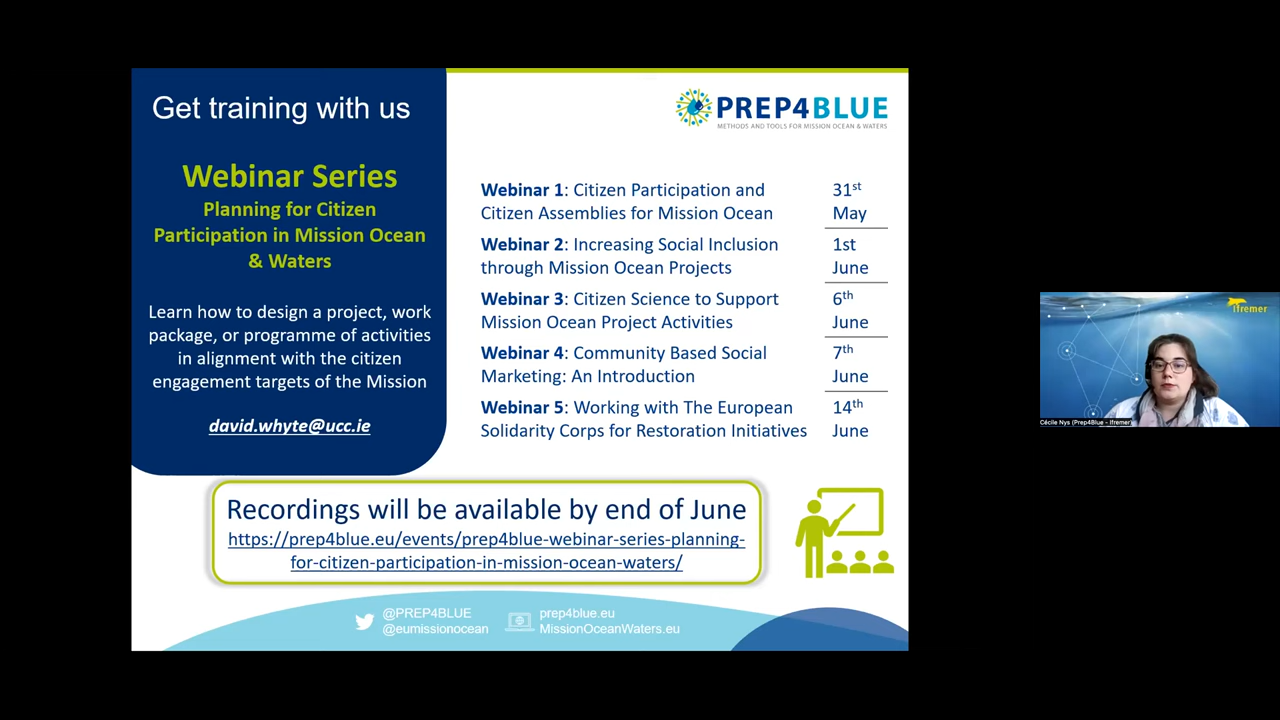 Get training with us
Webinar Series
Planning for Citizen
Participation in Mission Ocean
& Waters
Learn how to design a project, work
package, or programme of activities
in alignment with the citizen
engagement targets of the Mission
david.whyte@ucc.ie
PREP4BLUE
METHODS AND TOOLS FOR MISSION OCEAN & WATERS
Webinar 1: Citizen Participation and
Citizen Assemblies for Mission Ocean
31st
May
Webinar 2: Increasing Social Inclusion
through Mission Ocean Projects
1st
June
Webinar 3: Citizen Science to Support
Mission Ocean Project Activities
6th
June
Webinar 4: Community Based Social
Marketing: An Introduction
7th
June
Webinar 5: Working with The European
Solidarity Corps for Restoration Initiatives
14th
June
Recordings will be available by end of June
https://prep4blue.eu/events/prep4blue-webinar-series-planning-
for-citizen-participation-in-mission-ocean-waters/
@PREP4BLUE
@eumissionocean
prep4blue.eu
MissionOceanWaters.eu
ifremer
Cécile Nys (Prep4Blue - Ifremer)